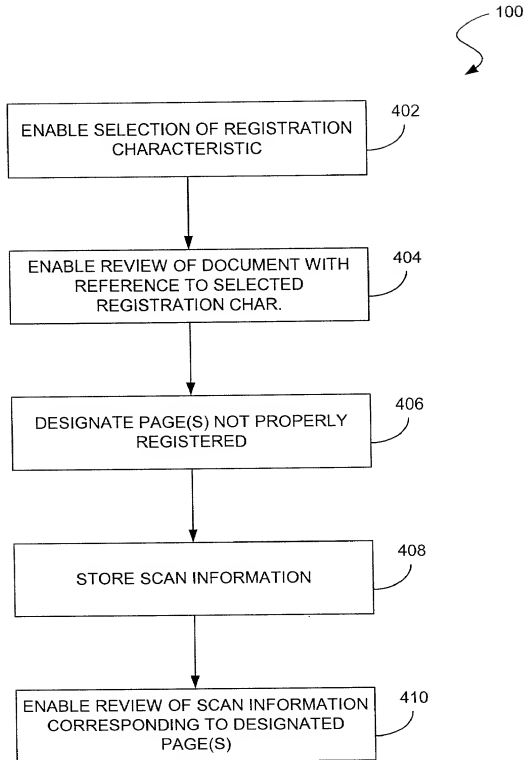 100
ENABLE SELECTION OF REGISTRATION
CHARACTERISTIC
402
ENABLE REVIEW OF DOCUMENT WITH
REFERENCE TO SELECTED
REGISTRATION CHAR.
404
DESIGNATE PAGE(S) NOT PROPERLY
REGISTERED
406
STORE SCAN INFORMATION
408
ENABLE REVIEW OF SCAN INFORMATION
CORRESPONDING TO DESIGNATED
PAGE(S)
410